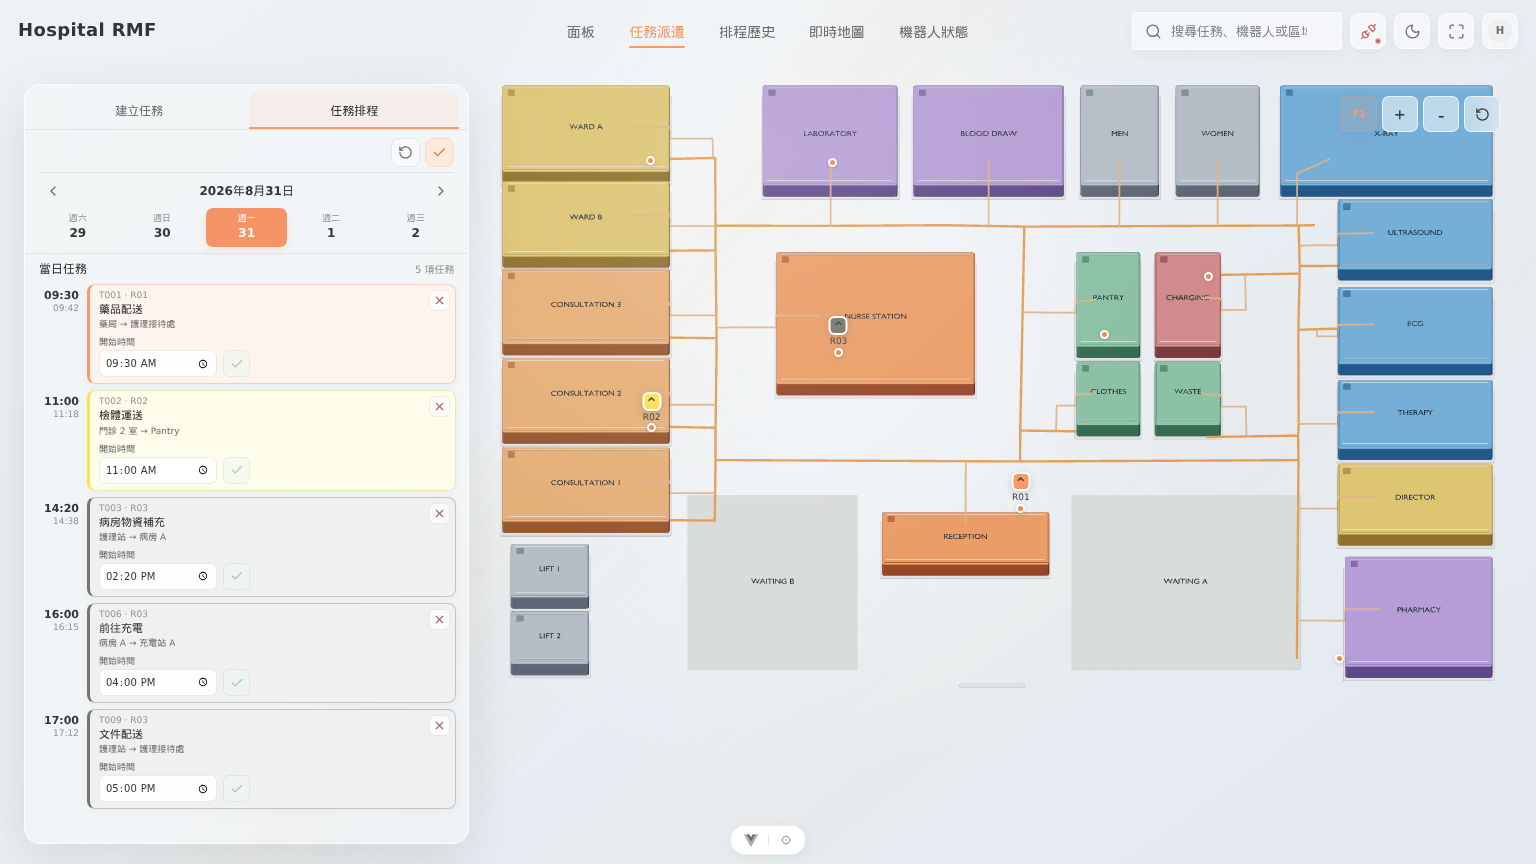 Hospital RMF
面板
任務派遣
排程歷史
即時地圖
機器人狀態
搜尋任務、機器人或區
H
建立任務
任務排程
2026年8月31日
週六
29
週日
30
週一
31
週二
1
週三
2
當日任務
5 項任務
09:30
09:42
T001 · R01
藥品配送
藥局 → 護理接待處
開始時間
09:30 AM
11:00
11:18
T002 · R02
檢體運送
門診 2 室 → Pantry
開始時間
11:00 AM
14:20
14:38
T003 · R03
病房物資補充
護理站 → 病房 A
開始時間
02:20 PM
16:00
16:15
T006 · R03
前往充電
病房 A → 充電站 A
開始時間
04:00 PM
17:00
17:12
T009 · R03
文件配送
護理站 → 護理接待處
開始時間
05:00 PM
WARD A
WARD B
CONSULTATION 3
CONSULTATION 2
CONSULTATION 1
LIFT 1
LIFT 2
LABORATORY
BLOOD DRAW
MEN
WOMEN
X-RAY
F1
+
-
ULTRASOUND
ECG
THERAPY
DIRECTOR
PHARMACY
NURSE STATION
PANTRY
CHARGING
CLOTHES
WASTE
RECEPTION
WAITING B
WAITING A
R03
R02
R01